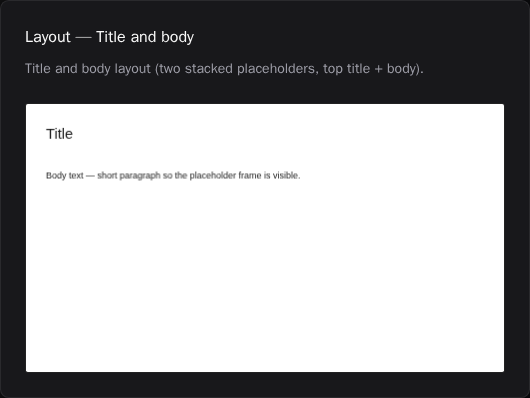 Layout — Title and body
Title and body layout (two stacked placeholders, top title + body).
Title
Body text — short paragraph so the placeholder frame is visible.